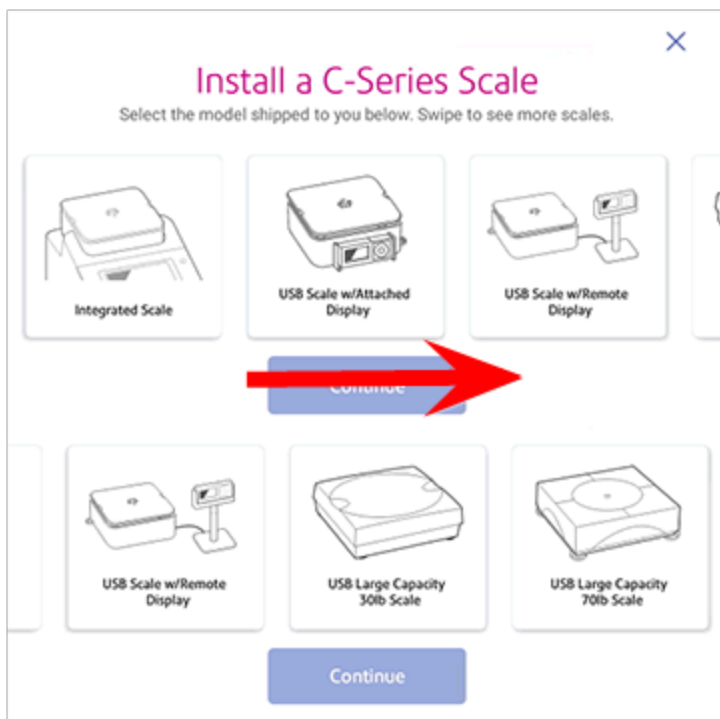 Install a C-Series Scale
Select the model shipped to you below. Swipe to see more scales.
Integrated Scale
USB Scale w/Attached
Display
USB Scale w/Remote
Display
Continue
USB Scale w/Remote
Display
USB Large Capacity
30lb Scale
USB Large Capacity
70lb Scale
Continue